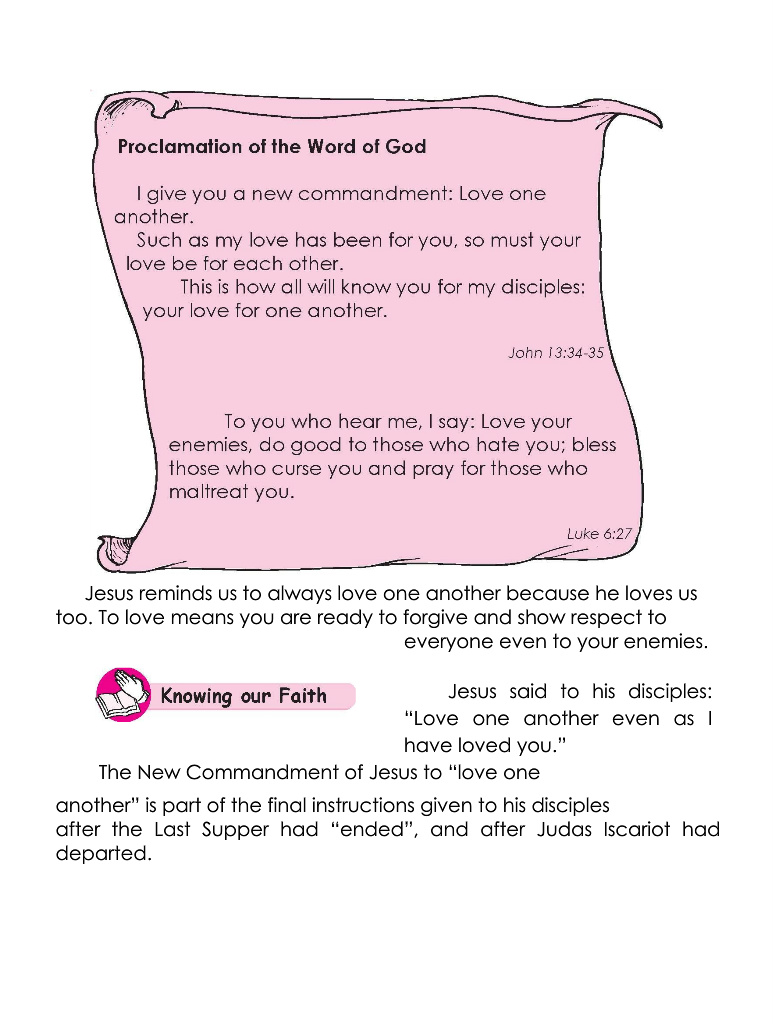 Proclamation of the Word of God
I give you a new commandment: Love one
another.
Such as my love has been for you, so must your
love be for each other.
This is how all will know you for my disciples:
your love for one another.
John 13:34-35
To you who hear me, I say: Love your
enemies, do good to those who hate you; bless
those who curse you and pray for those who
maltreat you.
Luke 6:27
Jesus reminds us to always love one another because he loves us
too. To love means you are ready to forgive and show respect to
everyone even to your enemies.
Knowing our Faith
Jesus said to his disciples:
“Love one another even as I
have loved you.”
The New Commandment of Jesus to “love one
another” is part of the final instructions given to his disciples
after the Last Supper had “ended”, and after Judas Iscariot had
departed.